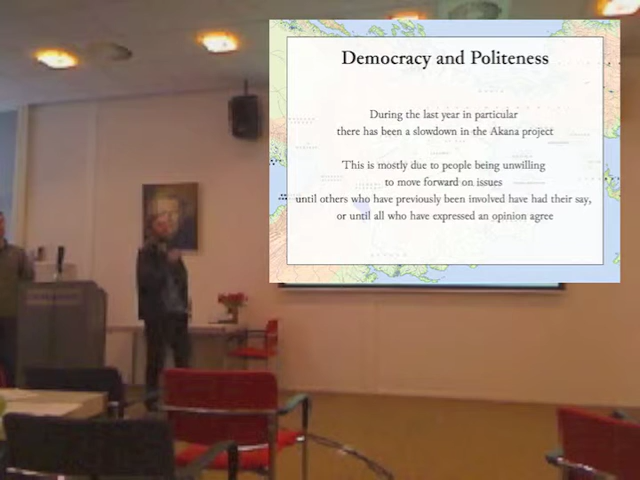 Democracy and Politeness
During the last year in particular
there has been a slowdown in the Akana project
This is mostly due to people being unwilling
to move forward on issues
until others who have previously been involved have had their say,
or until all who have expressed an opinion agree